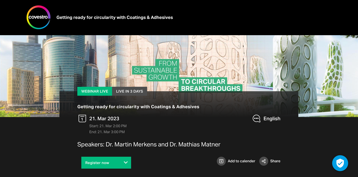 covestro
Getting ready for circularity with Coatings & Adhesives
FROM
SUSTAINABLE
GROWTH
TO CIRCULAR
BREAKTHROUGHS
WEBINAR LIVE
LIVE IN 3 DAYS
Getting ready for circularity with Coatings & Adhesives
21. Mar 2023
Start: 21. Mar 2:00 PM
End: 21. Mar 3:00 PM
English
Speakers: Dr. Martin Merkens and Dr. Mathias Matner
Register now
Add to calender
Share